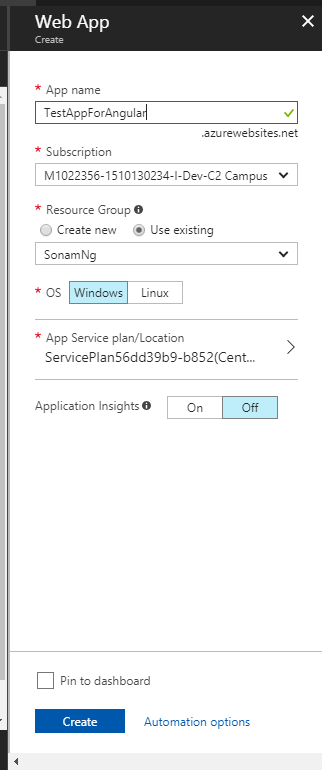 Web App
Create
* App name
TestAppForAngular
.azurewebsites.net
* Subscription
M1022356-1510130234-I-Dev-C2 Campus
* Resource Group
Create new Use existing
SonamNg
* OS Windows Linux
* App Service plan/Location
ServicePlan56dd39b9-b852(Cent...
Application Insights On Off
Pin to dashboard
Create Automation options